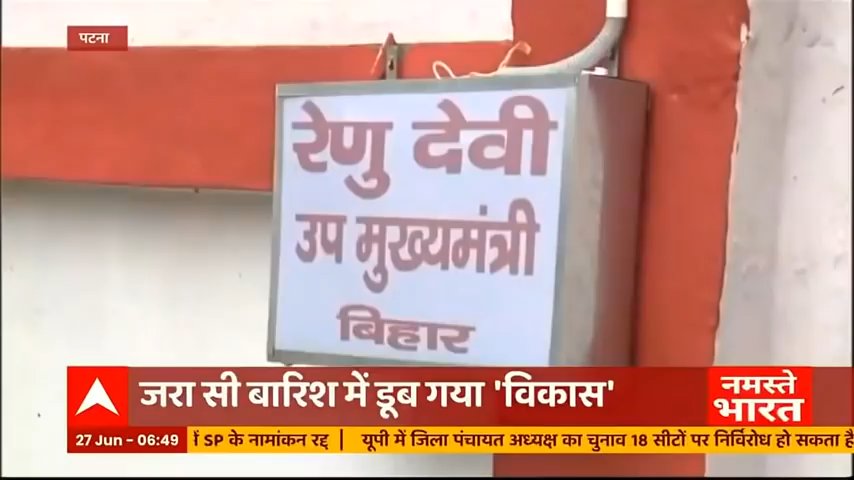 पटना
रेणु देवी
उप मुख्यमंत्री
बिहार
जरा सी बारिश में डूब गया 'विकास'
नमस्ते
भारत
27 Jun - 06:49
SP के नामांकन रद्द | यूपी में जिला पंचायत अध्यक्ष का चुनाव 18 सीटों पर निर्विरोध हो सकता है